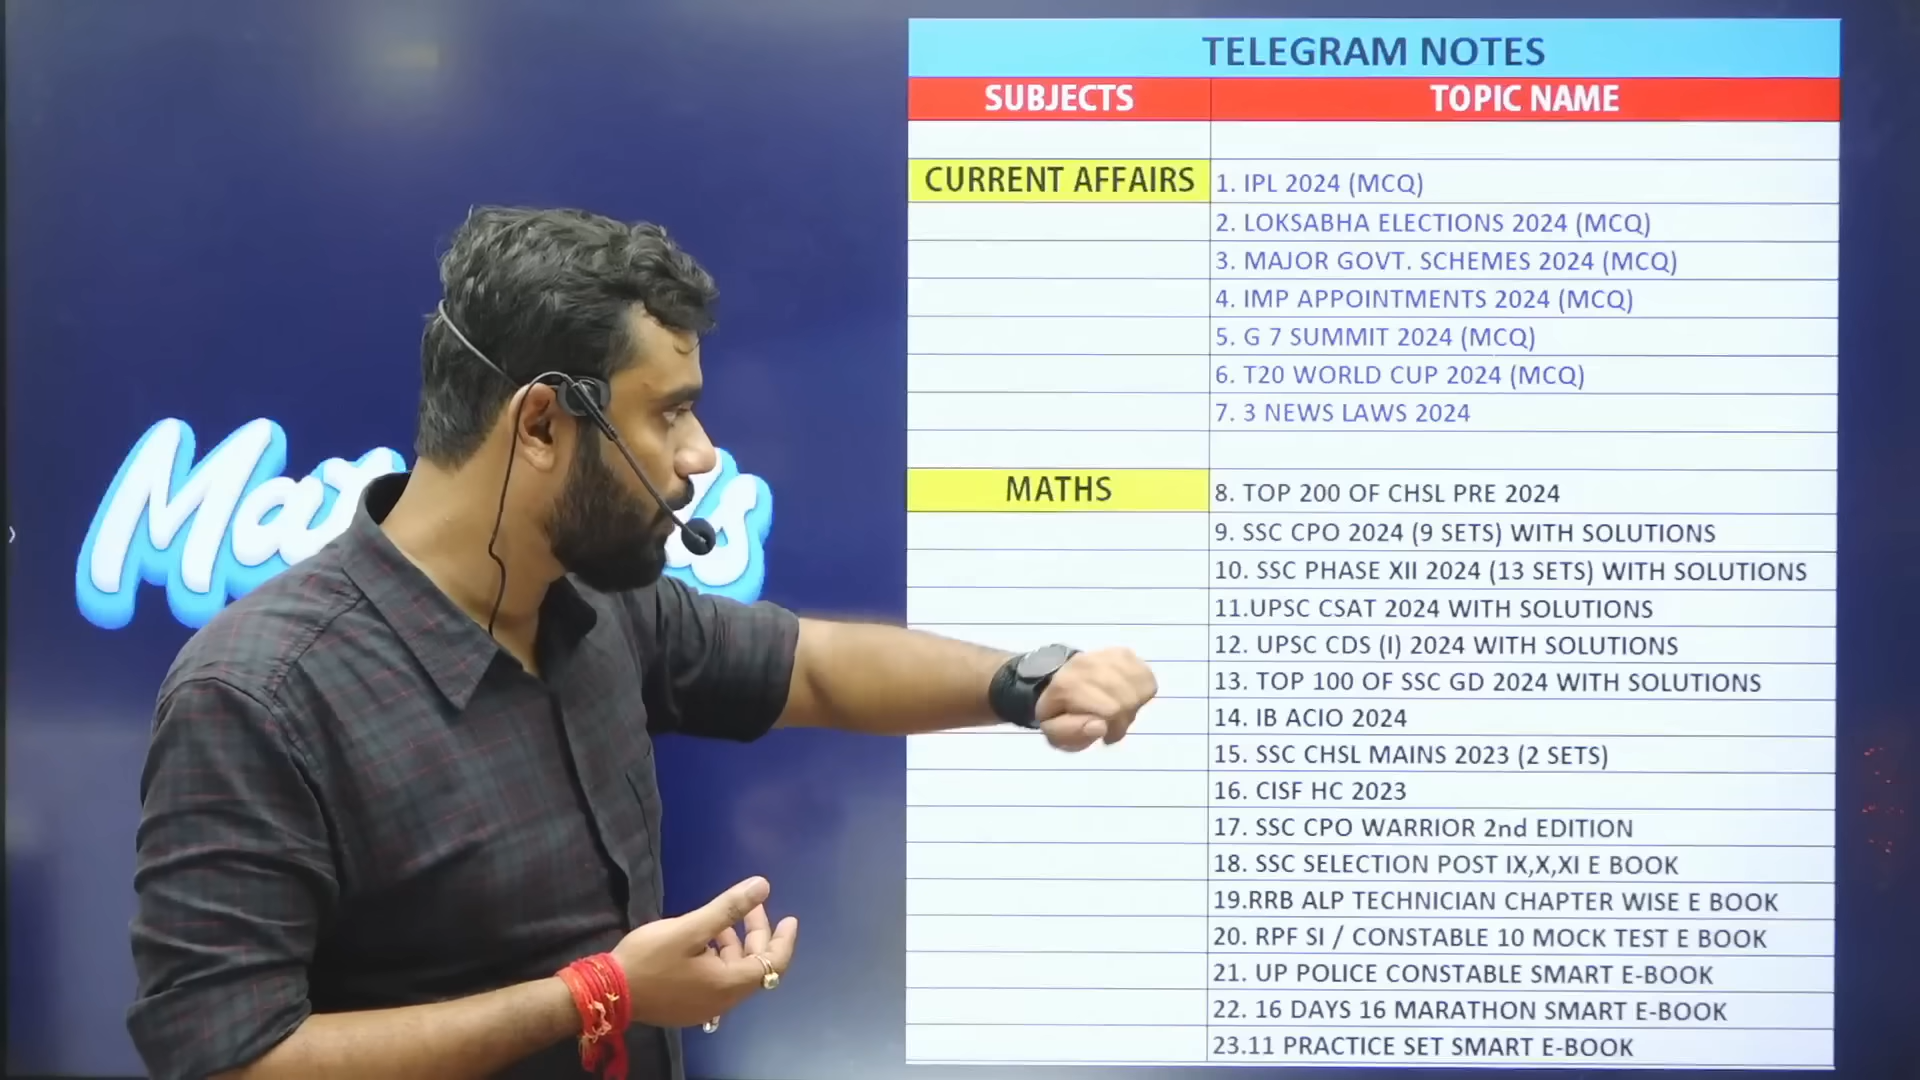 TELEGRAM NOTES
SUBJECTS TOPIC NAME
CURRENT AFFAIRS 1. IPL 2024 (MCQ)
2. LOKSABHA ELECTIONS 2024 (MCQ)
3. MAJOR GOVT. SCHEMES 2024 (MCQ)
4. IMP APPOINTMENTS 2024 (MCQ)
5. G 7 SUMMIT 2024 (MCQ)
6. T20 WORLD CUP 2024 (MCQ)
7. 3 NEWS LAWS 2024
MATHS 8. TOP 200 OF CHSL PRE 2024
9. SSC CPO 2024 (9 SETS) WITH SOLUTIONS
10. SSC PHASE XII 2024 (13 SETS) WITH SOLUTIONS
11.UPSC CSAT 2024 WITH SOLUTIONS
12. UPSC CDS (I) 2024 WITH SOLUTIONS
13. TOP 100 OF SSC GD 2024 WITH SOLUTIONS
14. IB ACIO 2024
15. SSC CHSL MAINS 2023 (2 SETS)
16. CISF HC 2023
17. SSC CPO WARRIOR 2nd EDITION
18. SSC SELECTION POST IX,X,XI E BOOK
19.RRB ALP TECHNICIAN CHAPTER WISE E BOOK
20. RPF SI / CONSTABLE 10 MOCK TEST E BOOK
21. UP POLICE CONSTABLE SMART E-BOOK
22. 16 DAYS 16 MARATHON SMART E-BOOK
23.11 PRACTICE SET SMART E-BOOK